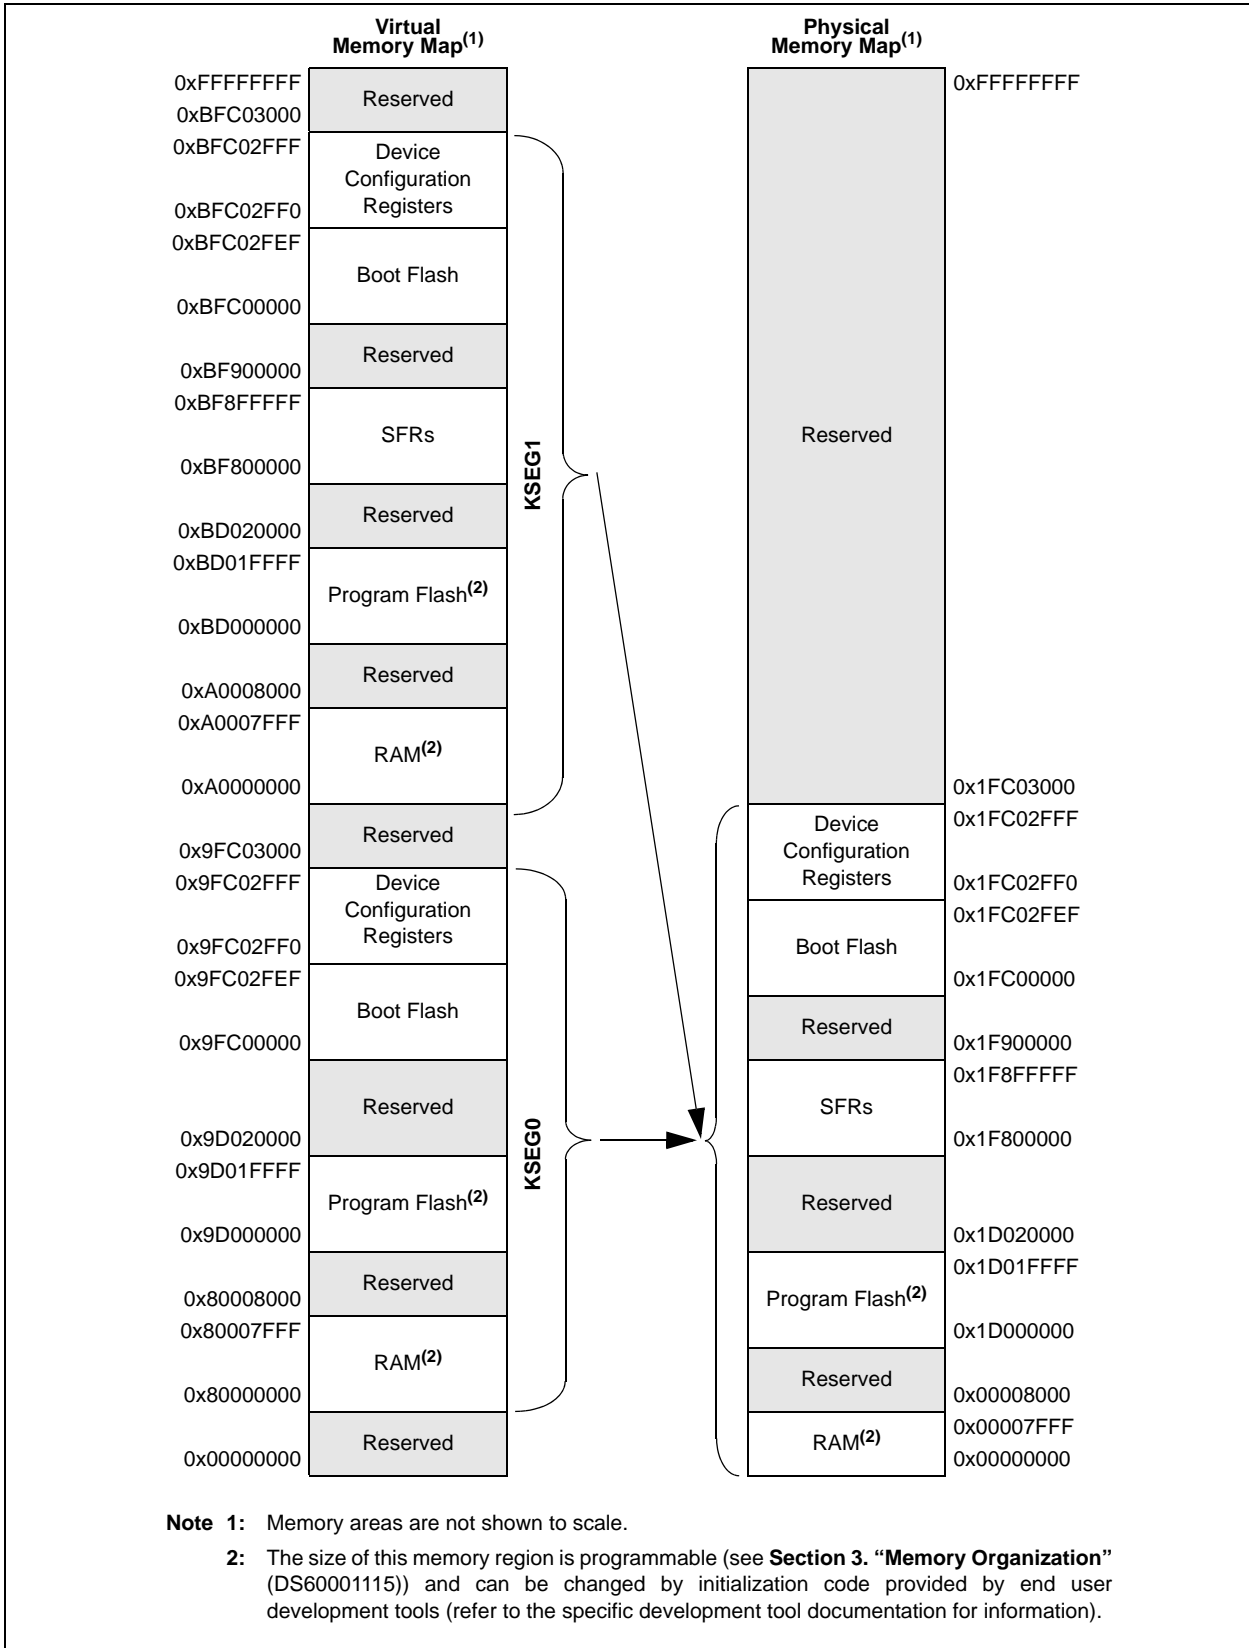 Virtual
Memory Map(1)
Physical
Memory Map(1)
0xFFFFFFFF
Reserved
0xBFC03000
0xBFC02FFF
Device
Configuration
Registers
0xBFC02FF0
0xBFC02FEF
Boot Flash
0xBFC00000
Reserved
0xBF900000
0xBF8FFFFF
SFRs
0xBF800000
Reserved
0xBD020000
0xBD01FFFF
Program Flash(2)
0xBD000000
Reserved
0xA0008000
0xA0007FFF
RAM(2)
0xA0000000
Reserved
0x9FC03000
0x9FC02FFF
Device
Configuration
Registers
0x9FC02FF0
0x9FC02FEF
Boot Flash
0x9FC00000
Reserved
0x9D020000
0x9D01FFFF
Program Flash(2)
0x9D000000
Reserved
0x80008000
0x80007FFF
RAM(2)
0x80000000
Reserved
0x00000000
KSEG1
KSEG0
0xFFFFFFFF
Reserved
0x1FC03000
0x1FC02FFF
Device
Configuration
Registers
0x1FC02FF0
0x1FC02FEF
Boot Flash
0x1FC00000
Reserved
0x1F900000
0x1F8FFFFF
SFRs
0x1F800000
Reserved
0x1D020000
0x1D01FFFF
Program Flash(2)
0x1D000000
Reserved
0x00008000
0x00007FFF
RAM(2)
0x00000000
Note 1: Memory areas are not shown to scale.
2: The size of this memory region is programmable (see Section 3. “Memory Organization”
(DS60001115)) and can be changed by initialization code provided by end user
development tools (refer to the specific development tool documentation for information).